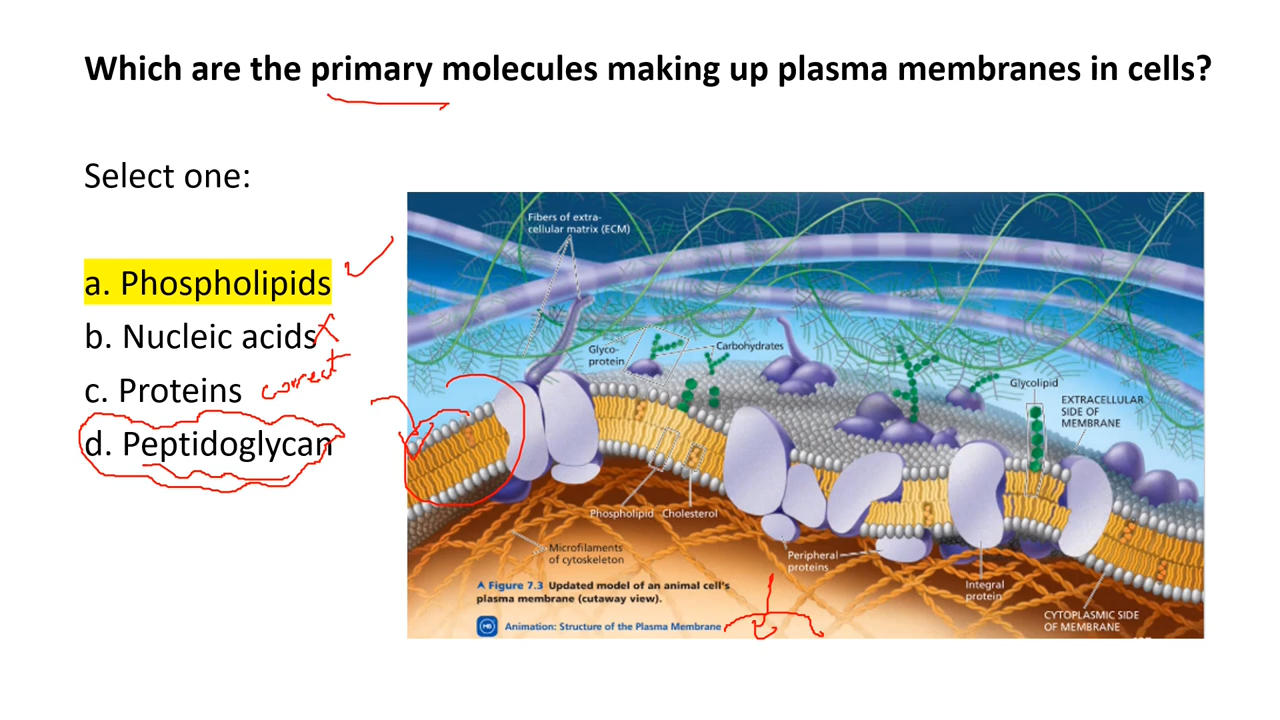 Which are the primary molecules making up plasma membranes in cells?
Select one:
a. Phospholipids
b. Nucleic acids
c. Proteins correct
d. Peptidoglycan
Fibers of extra-
cellular matrix (ECM)
Glyco-
protein
Carbohydrates
Glycolipid
EXTRACELLULAR
SIDE OF
MEMBRANE
Phospholipid
Cholesterol
Microfilaments
of cytoskeleton
Peripheral
proteins
Integral
protein
CYTOPLASMIC SIDE
OF MEMBRANE
Figure 7.3 Updated model of an animal cell's
plasma membrane (cutaway view).
Animation: Structure of the Plasma Membrane